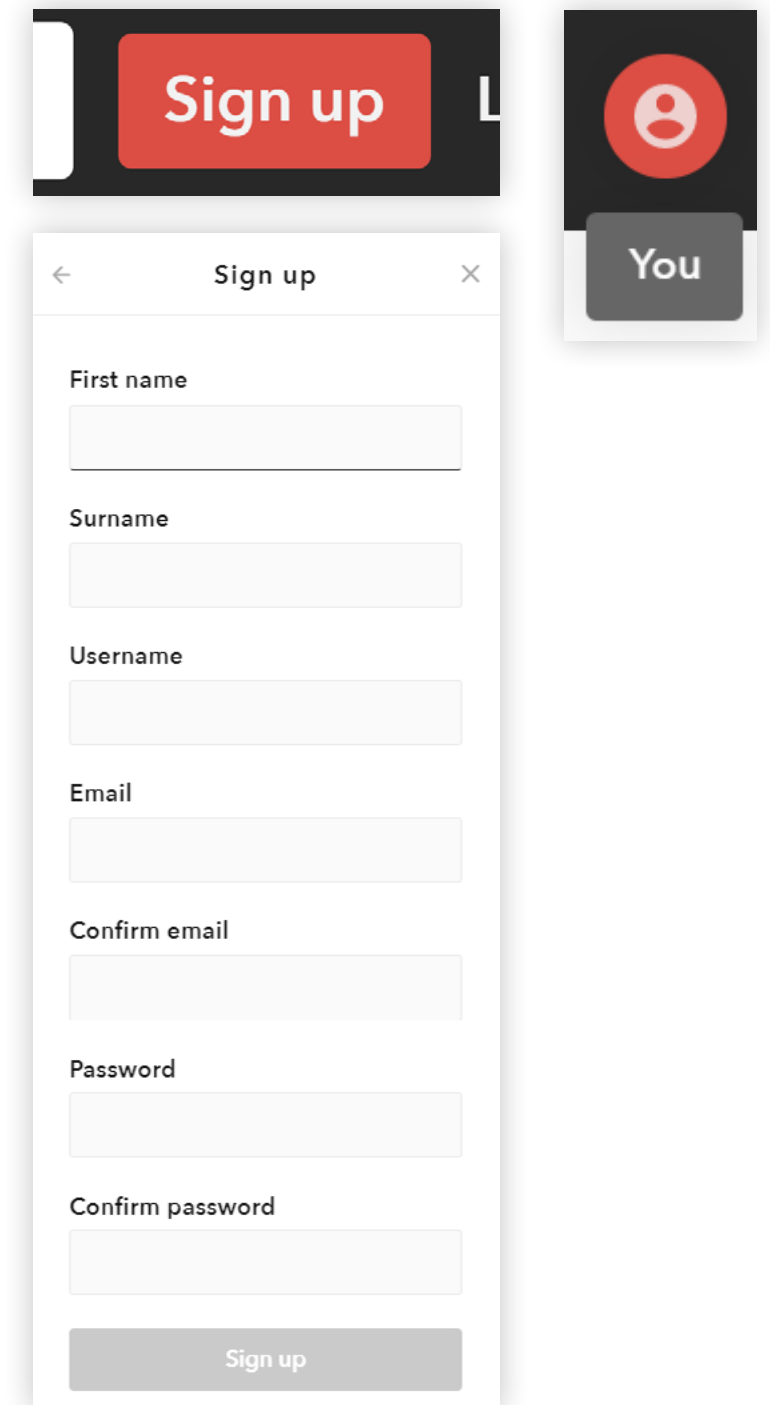 Sign up
L
You
Sign up
First name
Surname
Username
Email
Confirm email
Password
Confirm password
Sign up